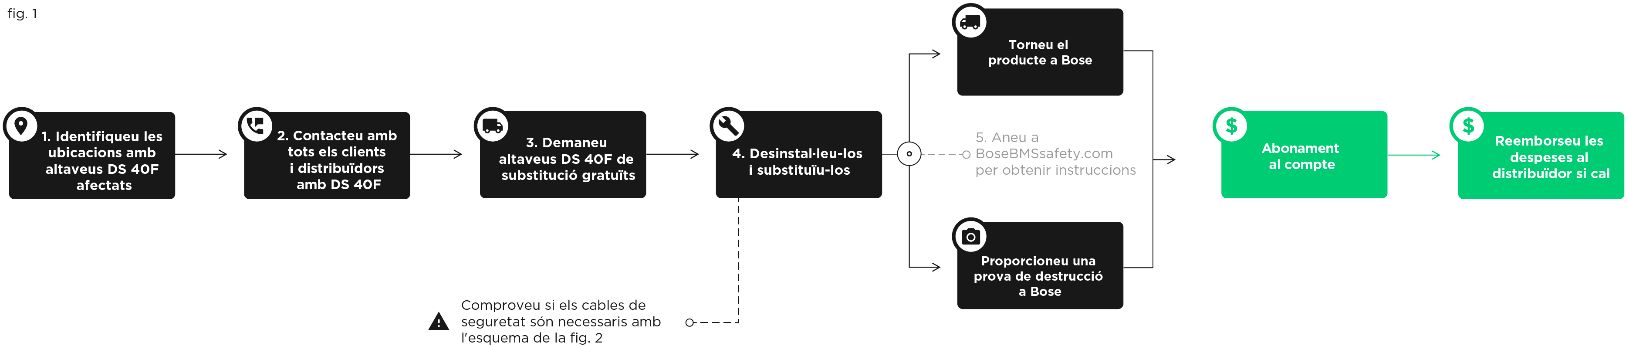 fig. 1
1. Identifiqueu les
ubicacions amb
altaveus DS 40F
afectats
2. Contacteu amb
tots els clients
i distribuïdors
amb DS 40F
3. Demaneu
altaveus DS 40F de
substitució gratuïts
4. Desinstal·leu-los
i substituïu-los
Comproveu si els cables de
seguretat són necessaris amb
l'esquema de la fig. 2
Torneu el
producte a Bose
5. Aneu a
BoseBMSsafety.com
per obtenir instruccions
Proporcioneu una
prova de destrucció
a Bose
$
Abonament
al compte
$
Reemborseu les
despeses al
distribuïdor si cal